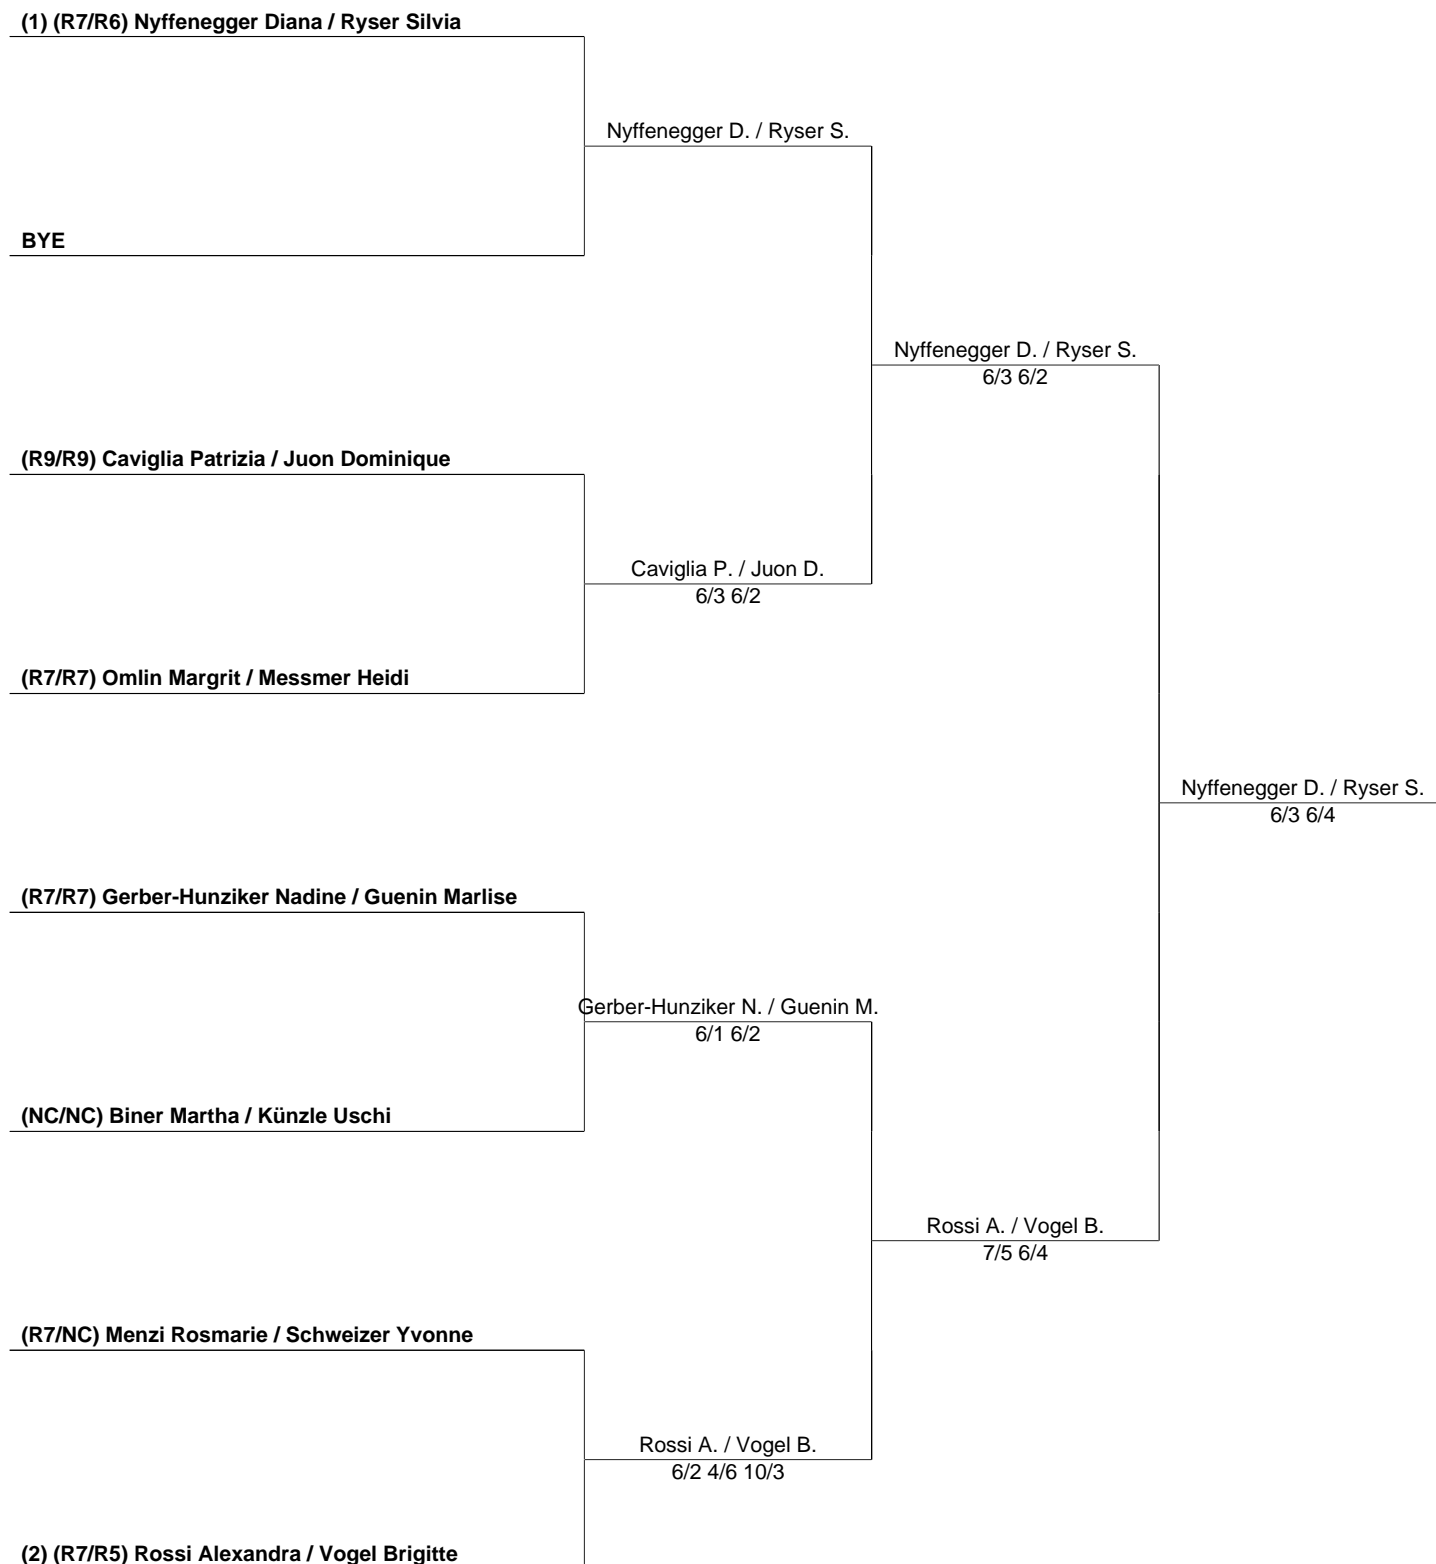 (1) (R7/R6) Nyffenegger Diana / Ryser Silvia
Nyffenegger D. / Ryser S.
BYE
Nyffenegger D. / Ryser S.
6/3 6/2
(R9/R9) Caviglia Patrizia / Juon Dominique
Caviglia P. / Juon D.
6/3 6/2
(R7/R7) Omlin Margrit / Messmer Heidi
Nyffenegger D. / Ryser S.
6/3 6/4
(R7/R7) Gerber-Hunziker Nadine / Guenin Marlise
Gerber-Hunziker N. / Guenin M.
6/1 6/2
(NC/NC) Biner Martha / Künzle Uschi
Rossi A. / Vogel B.
7/5 6/4
(R7/NC) Menzi Rosmarie / Schweizer Yvonne
Rossi A. / Vogel B.
6/2 4/6 10/3
(2) (R7/R5) Rossi Alexandra / Vogel Brigitte